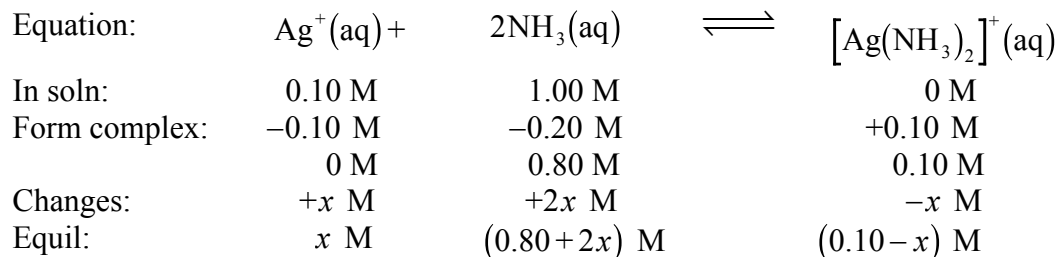 Equation: Ag⁺(aq)+ 2NH₃(aq) ⇌ [Ag(NH₃)₂]⁺(aq)
In soln: 0.10 M 1.00 M 0 M
Form complex: −0.10 M −0.20 M +0.10 M
0 M 0.80 M 0.10 M
Changes: +x M +2x M −x M
Equil: x M (0.80+2x) M (0.10−x) M